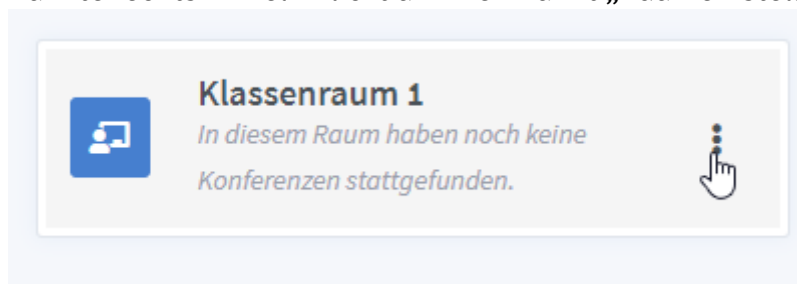 Klassenraum 1
In diesem Raum haben noch keine
Konferenzen stattgefunden.